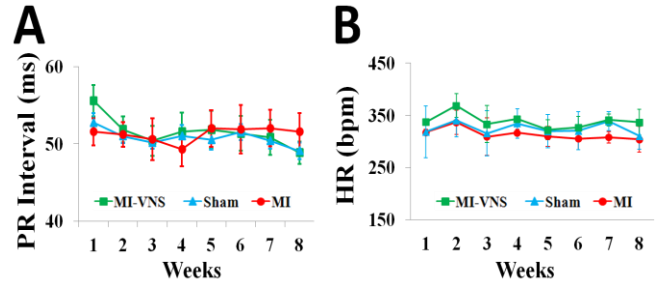 A
PR Interval (ms)
60
50
40
MI-VNS Sham MI
1 2 3 4 5 6 7 8
Weeks
B
HR (bpm)
450
350
250
150
MI-VNS Sham MI
1 2 3 4 5 6 7 8
Weeks